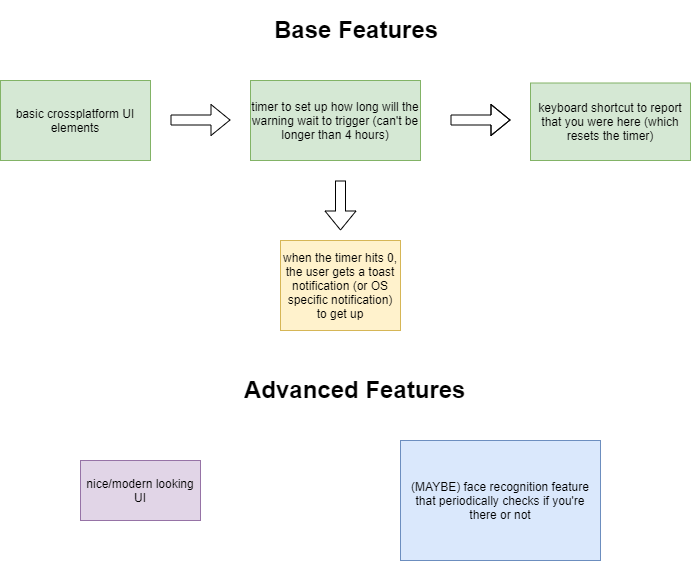 Base Features
basic crossplatform UI
elements
timer to set up how long will the
warning wait to trigger (can't be
longer than 4 hours)
keyboard shortcut to report
that you were here (which
resets the timer)
when the timer hits 0,
the user gets a toast
notification (or OS
specific notification)
to get up
Advanced Features
nice/modern looking
UI
(MAYBE) face recognition feature
that periodically checks if you're
there or not